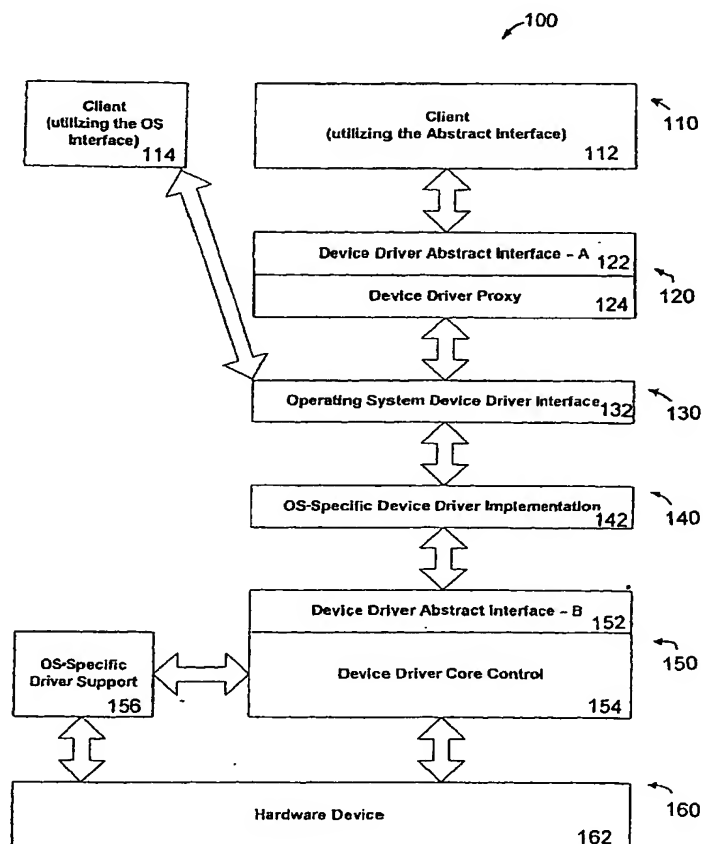 100
Client
(utilizing the OS
Interface)
114
Client
(utilizing the Abstract Interface)
112
110
Device Driver Abstract Interface - A
122
Device Driver Proxy
124
120
Operating System Device Driver Interface
132
130
OS-Specific Device Driver Implementation
142
140
Device Driver Abstract Interface - B
152
OS-Specific
Driver Support
156
Device Driver Core Control
154
150
Hardware Device
162
160